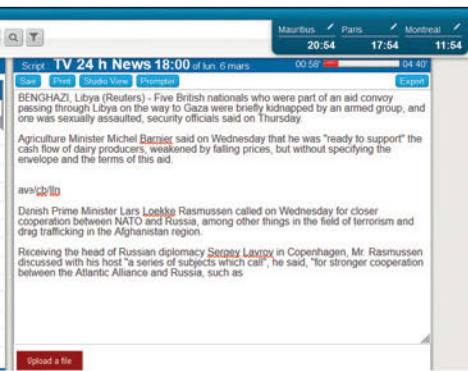 Mauritius Paris Montreal
20:54 17:54 11:54
Script TV 24 h News 18:00 of lun. 6 mars 00 58' 04 40'
Save Print Studio View Prompter Export
BENGHAZI, Libya (Reuters) - Five British nationals who were part of an aid convoy
passing through Libya on the way to Gaza were briefly kidnapped by an armed group, and
one was sexually assaulted, security officials said on Thursday.
Agriculture Minister Michel Barnier said on Wednesday that he was "ready to support" the
cash flow of dairy producers, weakened by falling prices, but without specifying the
envelope and the terms of this aid.
Danish Prime Minister Lars Loekke Rasmussen called on Wednesday for closer
cooperation between NATO and Russia, among other things in the field of terrorism and
drag trafficking in the Afghanistan region.
Receiving the head of Russian diplomacy Sergey Lavrov in Copenhagen, Mr. Rasmussen
discussed with his host "a series of subjects which call", he said, "for stronger cooperation
between the Atlantic Alliance and Russia, such as
Upload a file